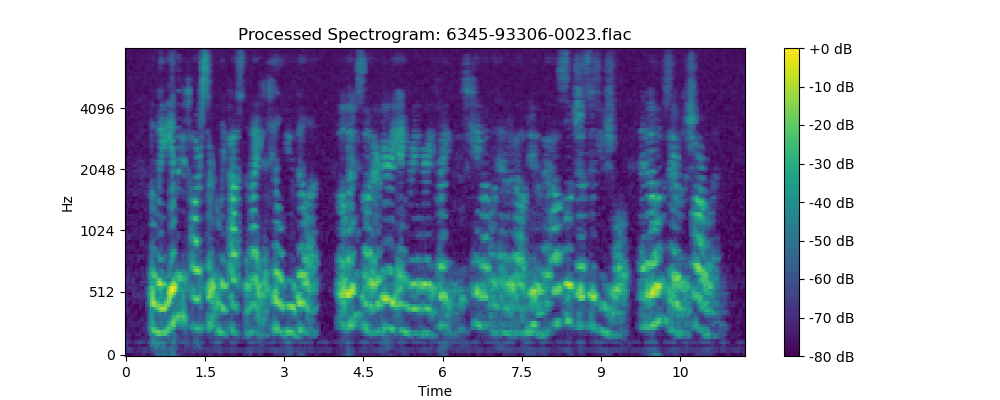 Processed Spectrogram: 6345-93306-0023.flac
Hz
4096
2048
1024
512
0
0 1.5 3 4.5 6 7.5 9 10
Time
+0 dB
-10 dB
-20 dB
-30 dB
-40 dB
-50 dB
-60 dB
-70 dB
-80 dB